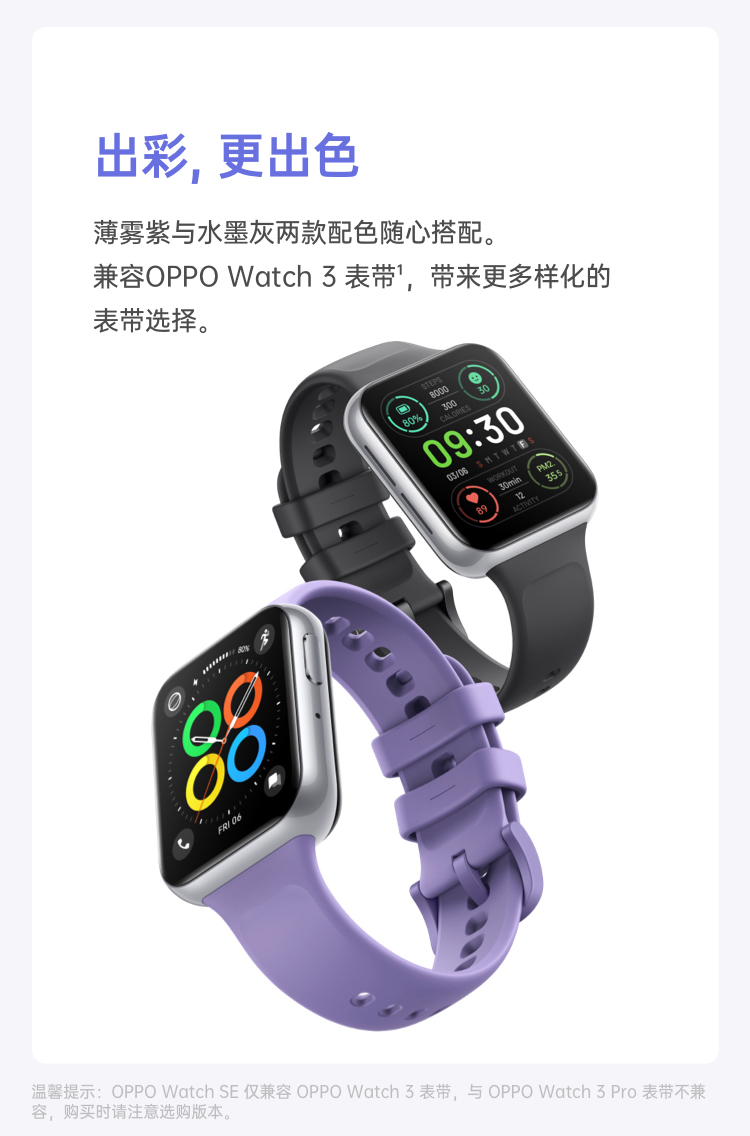 出彩, 更出色
薄雾紫与水墨灰两款配色随心搭配。
兼容OPPO Watch 3 表带¹，带来更多样化的
表带选择。
STEPS
8000
80%
30
300
CALORIES
09:30
03/06 S M T W T F S
WORKOUT
30min
PM2.
35.5
89
12
ACTIVITY
80%
FRI 06
温馨提示：OPPO Watch SE 仅兼容 OPPO Watch 3 表带，与 OPPO Watch 3 Pro 表带不兼
容，购买时请注意选购版本。